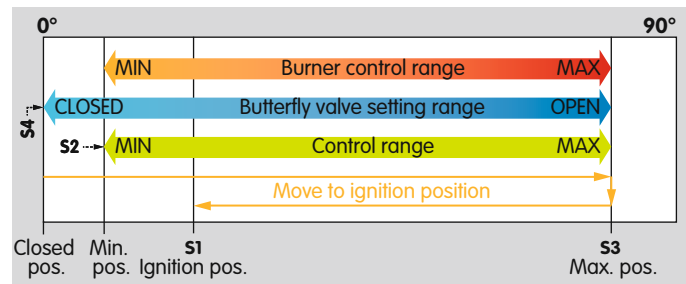 0° 90°
MIN Burner control range MAX
CLOSED Butterfly valve setting range OPEN
S4
S2 MIN Control range MAX
Move to ignition position
Closed Min. S1 S3
pos. pos. Ignition pos. Max. pos.